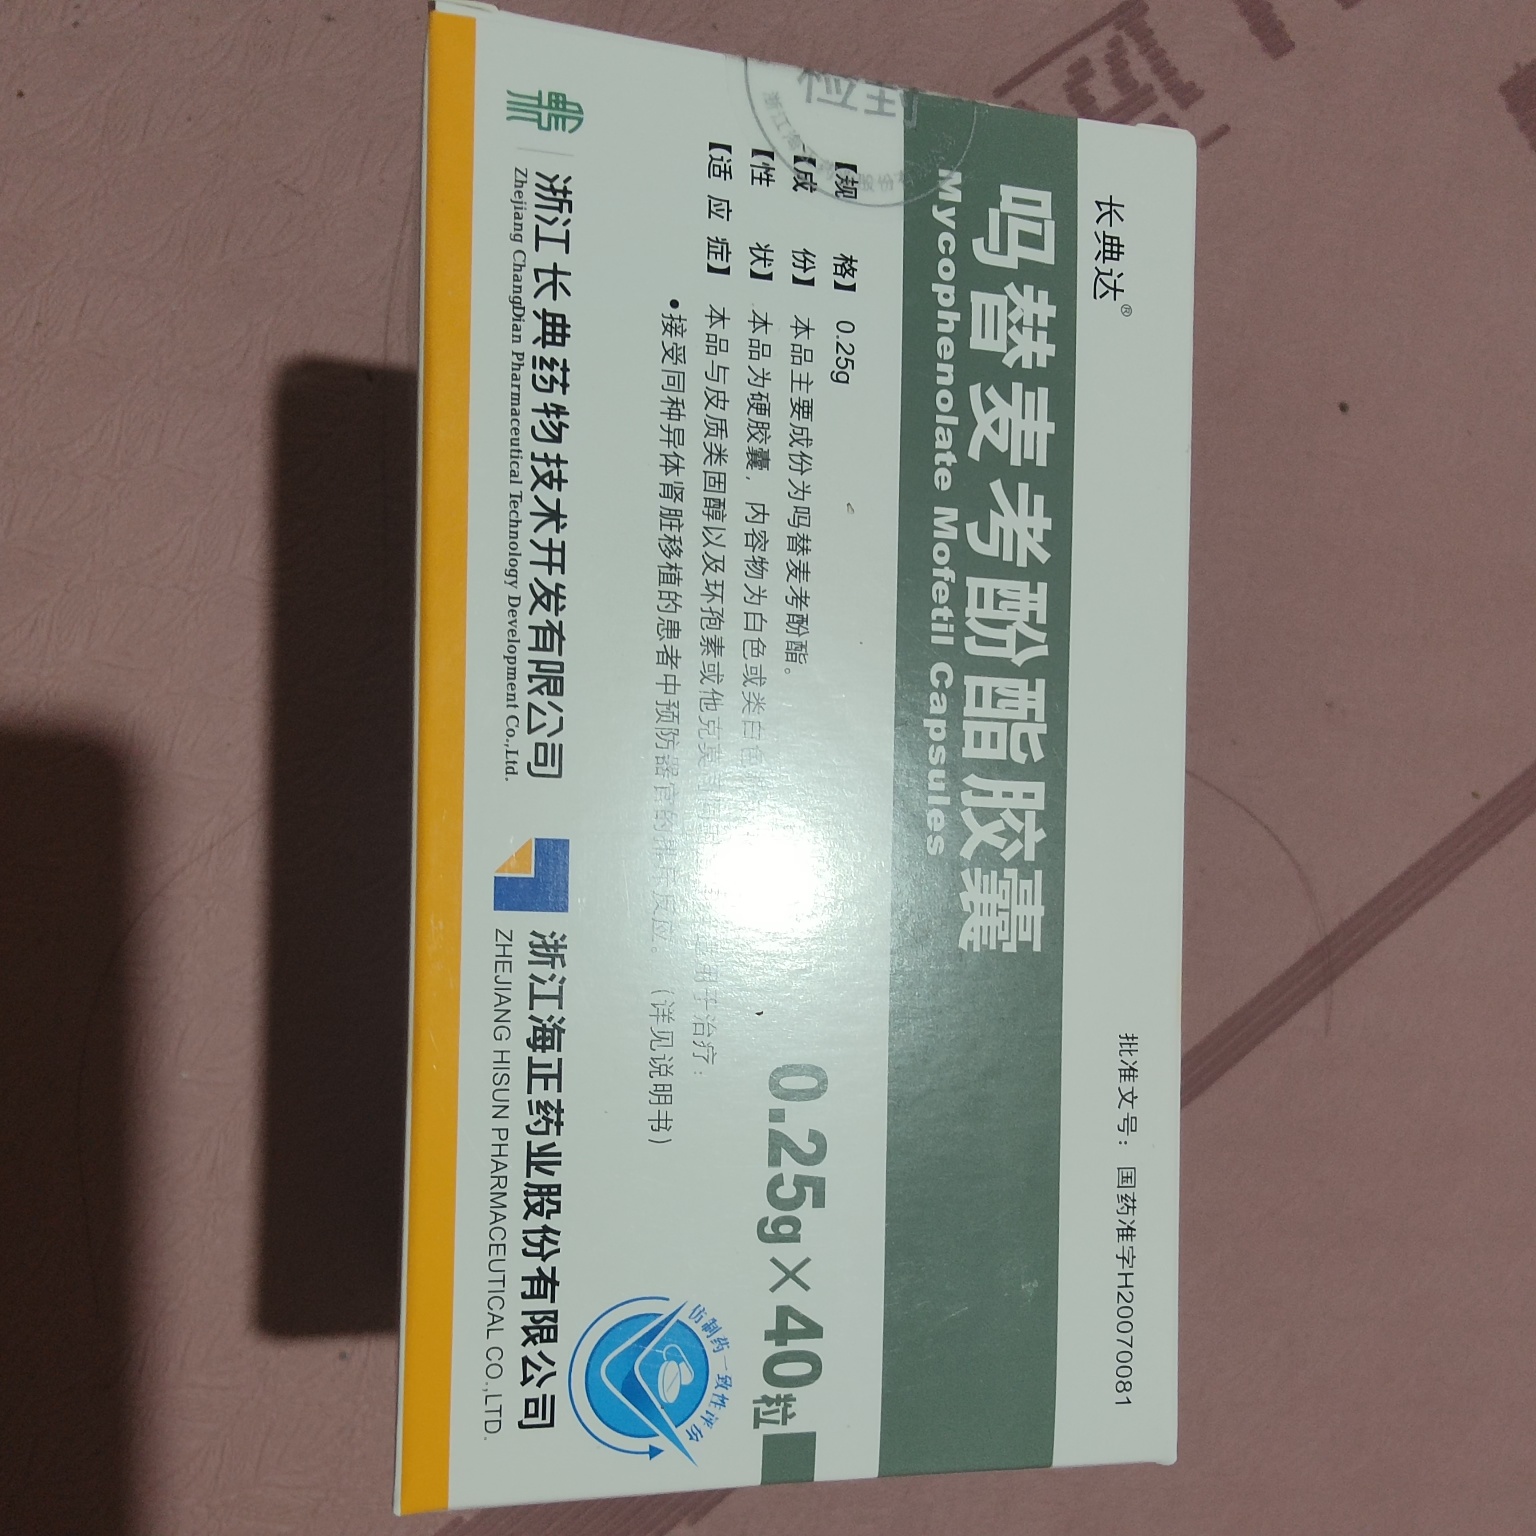 长典达®
批准文号：国药准字H20070081
吗替麦考酚酯胶囊
Mycophenolate Mofetil Capsules
检封
【规 格】 0.25g
【成 份】 本品主要成份为吗替麦考酚酯。
【性 状】 本品为硬胶囊，内容物为白色或类白色
【适 应 症】 本品与皮质类固醇以及环孢素或他克莫司 用于治疗：
•接受同种异体肾脏移植的患者中预防器官的排斥反应。（详见说明书）
0.25g×40粒
仿制药一致性评价
浙江长典药物技术开发有限公司
Zhejiang ChangDian Pharmaceutical Technology Development Co.,Ltd.
浙江海正药业股份有限公司
ZHEJIANG HISUN PHARMACEUTICAL CO.,LTD.